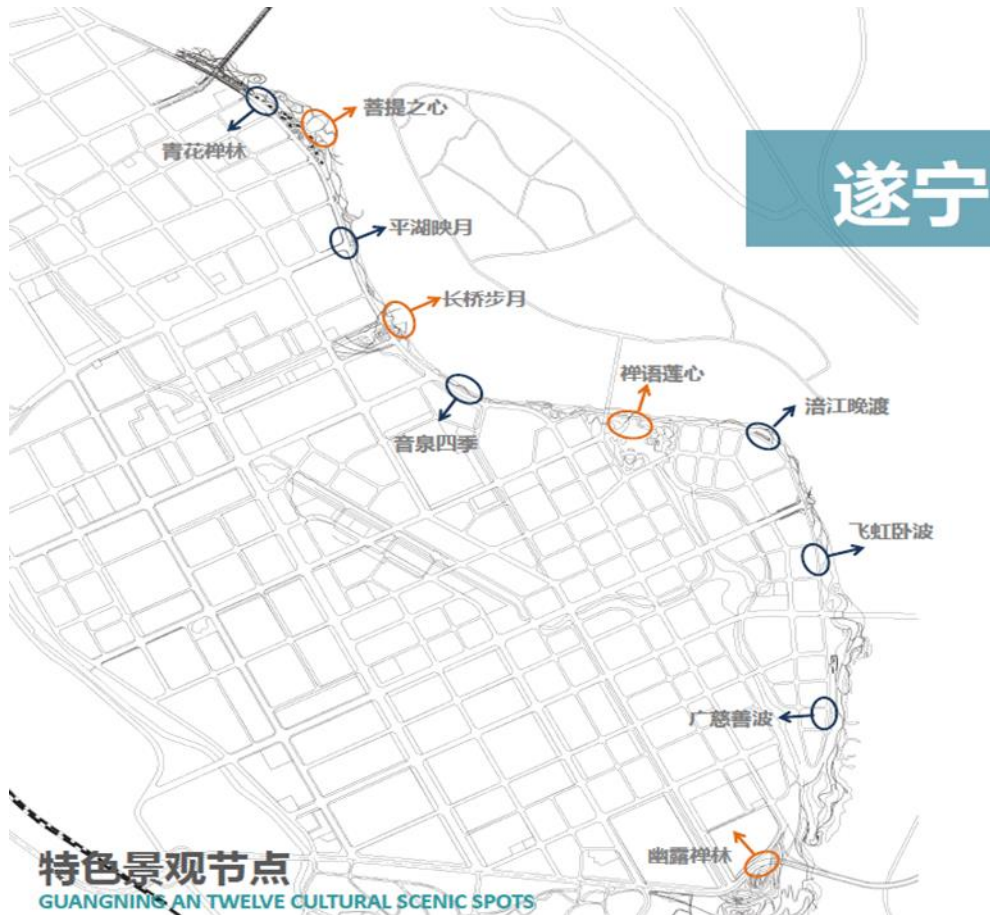 菩提之心
青花禅林
遂宁
平湖映月
长桥步月
禅语莲心
涪江晚渡
音泉四季
飞虹卧波
广慈善波
幽露禅林
特色景观节点
GUANGNING AN TWELVE CULTURAL SCENIC SPOTS